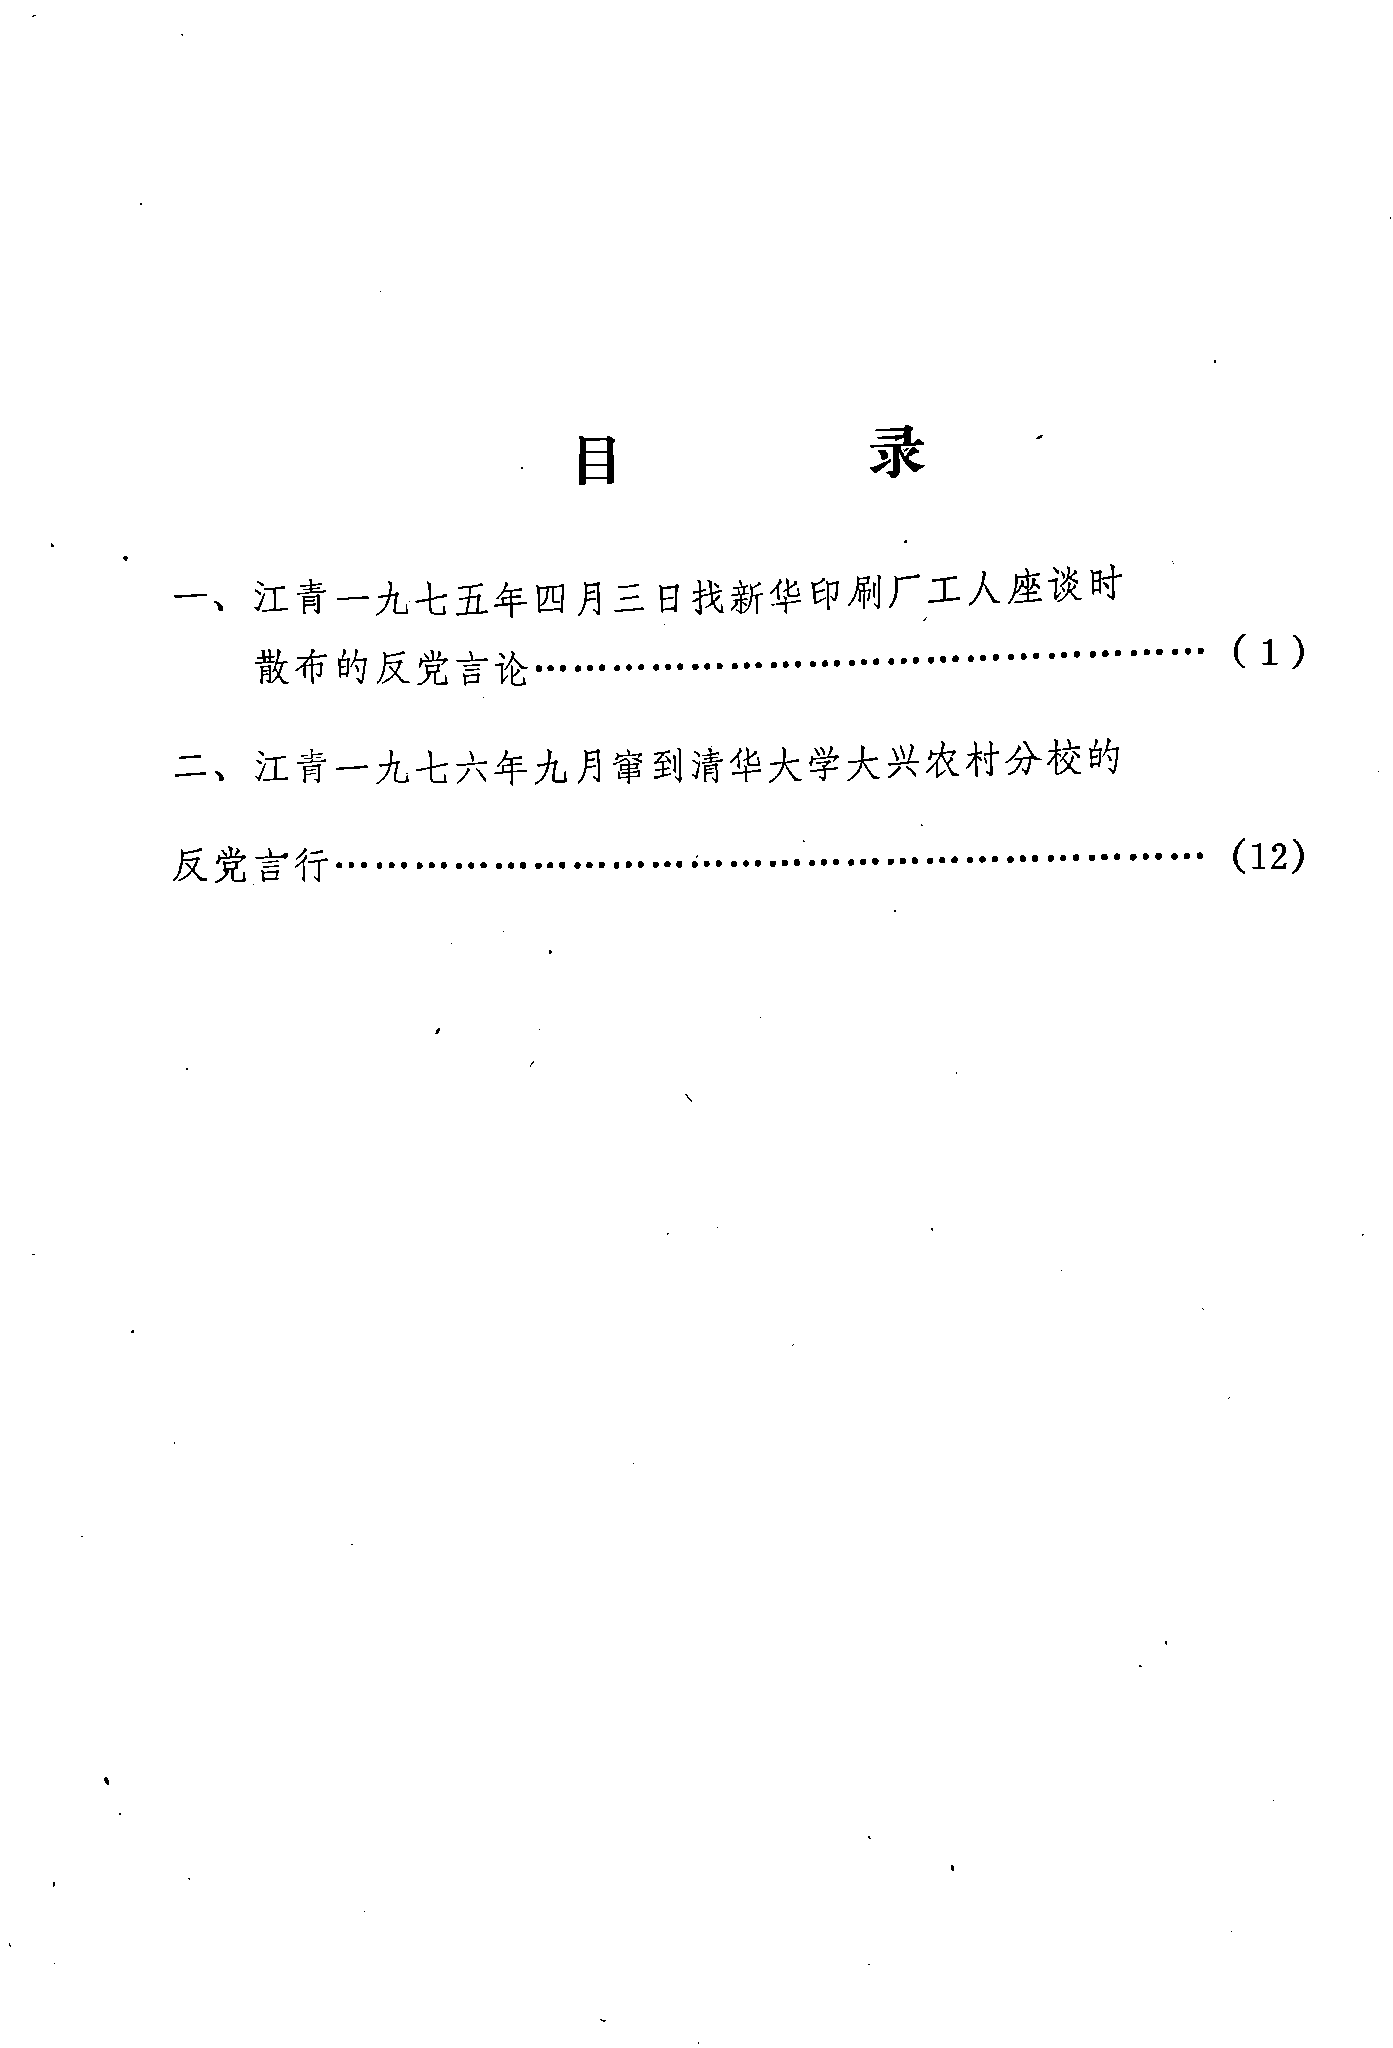 目 录
一、江青一九七五年四月三日找新华印刷厂工人座谈时
散布的反党言论………………………………………………( 1 )
二、江青一九七六年九月窜到清华大学大兴农村分校的
反党言行………………………………………………………(12)